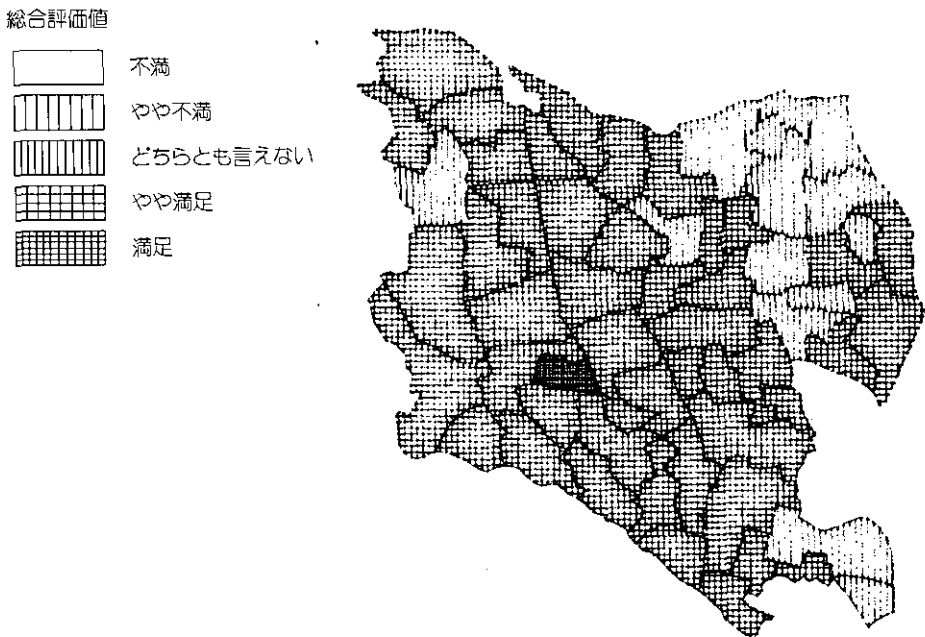 総合評価値
不満
やや不満
どちらとも言えない
やや満足
満足